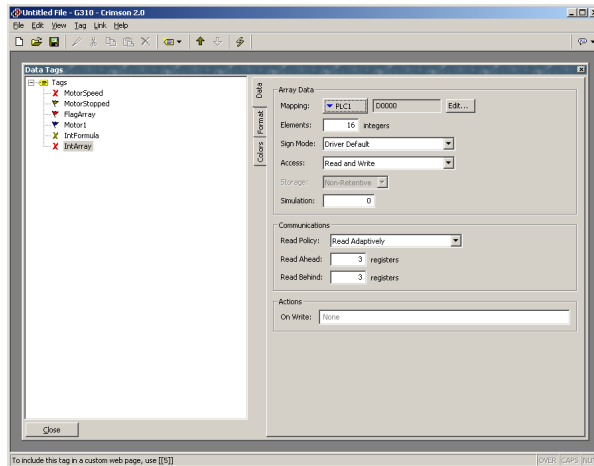 Untitled File - G310 - Crimson 2.0
File Edit View Tag Link Help
Data Tags
Tags
MotorSpeed
MotorStopped
FlagArray
Motor1
IntFormula
IntArray
Data
Format
Colors
Array Data
Mapping: PLC1 D0000 Edit...
Elements: 16 integers
Sign Mode: Driver Default
Access: Read and Write
Storage: Non-Retentive
Simulation: 0
Communications
Read Policy: Read Adaptively
Read Ahead: 3 registers
Read Behind: 3 registers
Actions
On Write: None
Close
To include this tag in a custom web page, use [[5]]
OVER CAPS NU